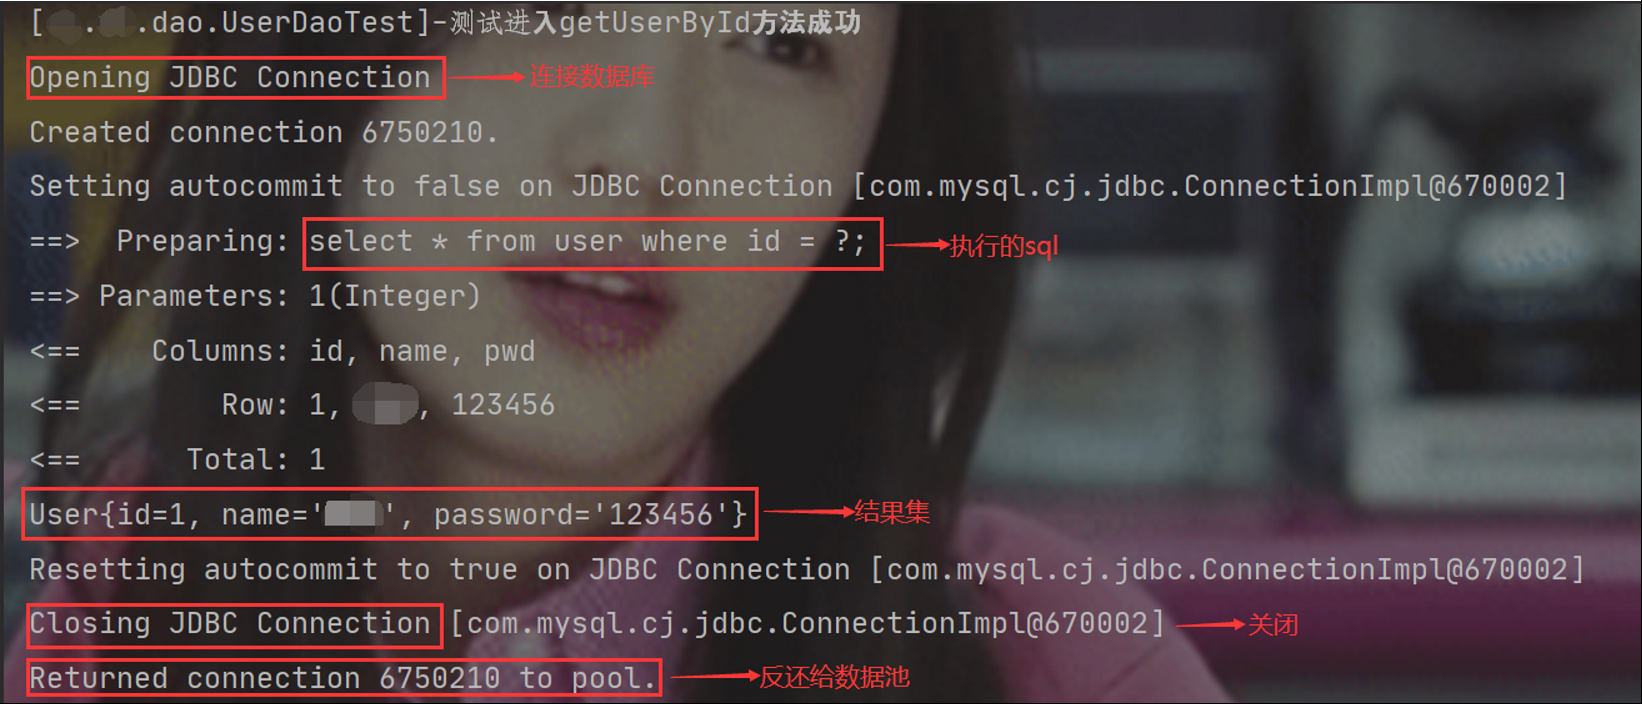 [ . .dao.UserDaoTest]-测试进入getUserById方法成功
Opening JDBC Connection 连接数据库
Created connection 6750210.
Setting autocommit to false on JDBC Connection [com.mysql.cj.jdbc.ConnectionImpl@670002]
==>  Preparing: select * from user where id = ?; 执行的sql
==> Parameters: 1(Integer)
<==    Columns: id, name, pwd
<==        Row: 1, , 123456
<==      Total: 1
User{id=1, name='', password='123456'} 结果集
Resetting autocommit to true on JDBC Connection [com.mysql.cj.jdbc.ConnectionImpl@670002]
Closing JDBC Connection [com.mysql.cj.jdbc.ConnectionImpl@670002] 关闭
Returned connection 6750210 to pool. 反还给数据池